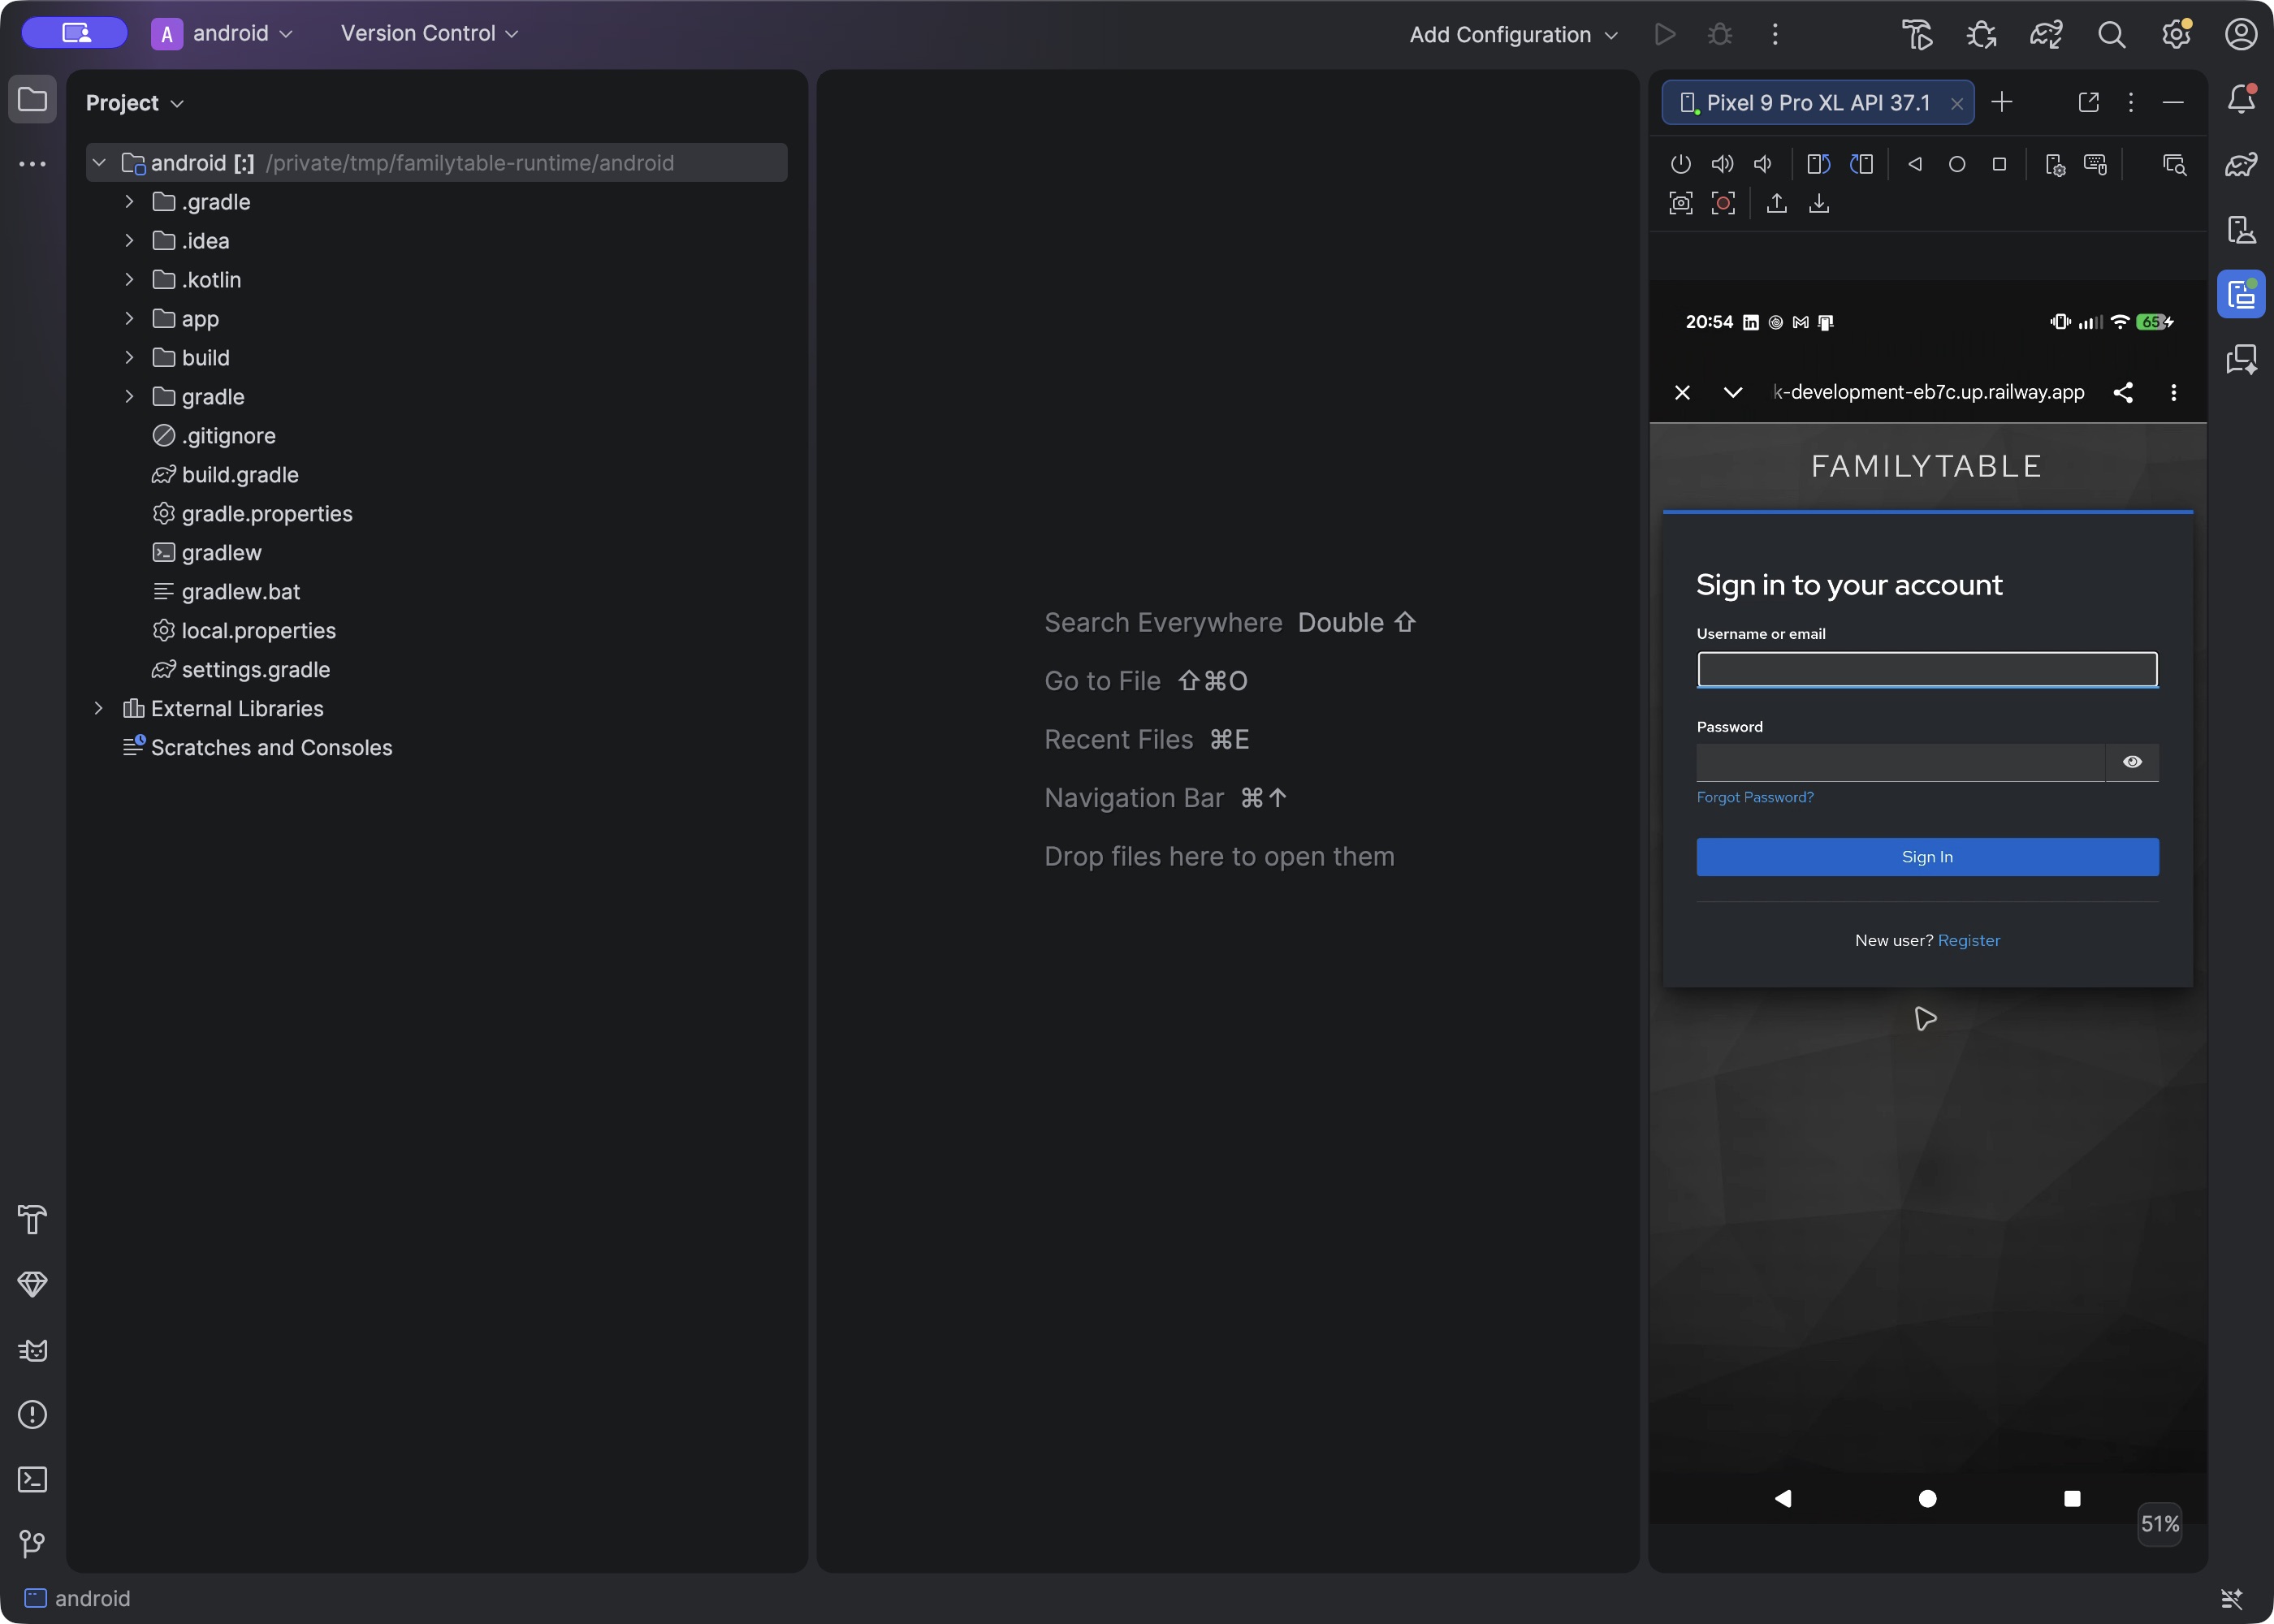 A android
Version Control
Add Configuration
Project
android [:] /private/tmp/familytable-runtime/android
.gradle
.idea
.kotlin
app
build
gradle
.gitignore
build.gradle
gradle.properties
gradlew
gradlew.bat
local.properties
settings.gradle
External Libraries
Scratches and Consoles
Search Everywhere Double ⇧
Go to File ⇧⌘O
Recent Files ⌘E
Navigation Bar ⌘↑
Drop files here to open them
Pixel 9 Pro XL API 37.1
20:54
65
k-development-eb7c.up.railway.app
FAMILYTABLE
Sign in to your account
Username or email
Password
Forgot Password?
Sign In
New user? Register
51%
android